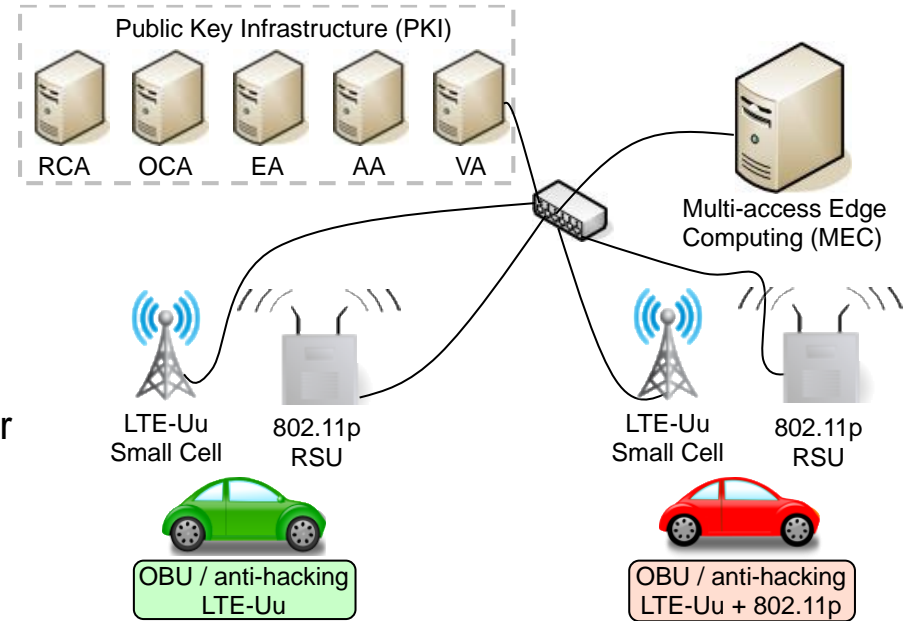 Public Key Infrastructure (PKI)
RCA
OCA
EA
AA
VA
Multi-access Edge
Computing (MEC)
LTE-Uu
Small Cell
802.11p
RSU
LTE-Uu
Small Cell
802.11p
RSU
r
OBU / anti-hacking
LTE-Uu
OBU / anti-hacking
LTE-Uu + 802.11p